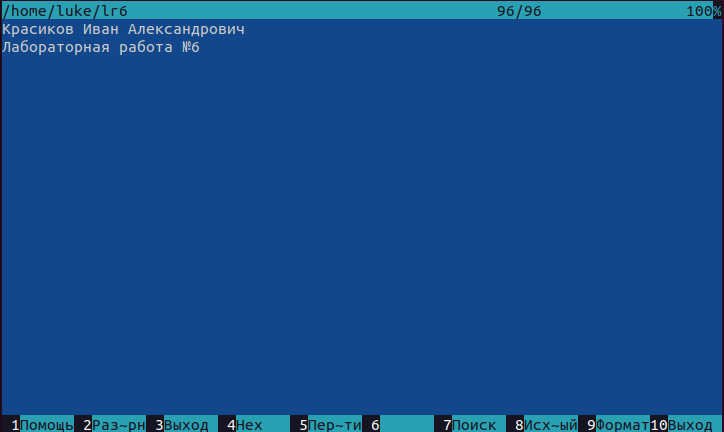 /home/luke/lr6 96/96 100%
Красиков Иван Александрович
Лабораторная работа №6
1Помощь 2Раз~рн 3Выход 4Hex 5Пер~ти 6 7Поиск 8Исх~ый 9Формат 10Выход